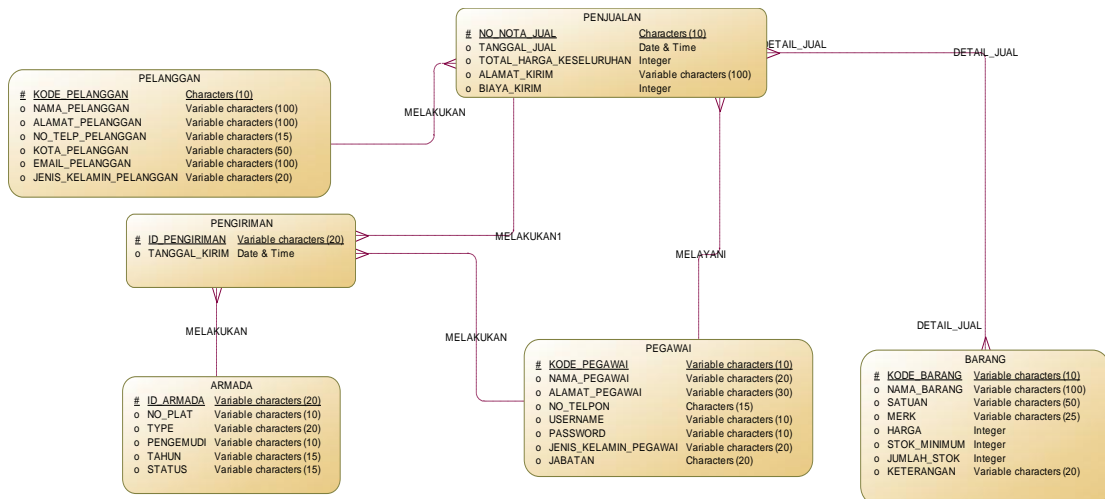 PENJUALAN
# NO_NOTA_JUAL Characters (10)
o TANGGAL_JUAL Date & Time
o TOTAL_HARGA_KESELURUHAN Integer
o ALAMAT_KIRIM Variable characters (100)
o BIAYA_KIRIM Integer
DETAIL_JUAL
DETAIL_JUAL
PELANGGAN
# KODE_PELANGGAN Characters (10)
o NAMA_PELANGGAN Variable characters (100)
o ALAMAT_PELANGGAN Variable characters (100)
o NO_TELP_PELANGGAN Variable characters (15)
o KOTA_PELANGGAN Variable characters (50)
o EMAIL_PELANGGAN Variable characters (100)
o JENIS_KELAMIN_PELANGGAN Variable characters (20)
MELAKUKAN
PENGIRIMAN
# ID_PENGIRIMAN Variable characters (20)
o TANGGAL_KIRIM Date & Time
MELAKUKAN1
MELAYANI
MELAKUKAN
MELAKUKAN
DETAIL_JUAL
ARMADA
# ID_ARMADA Variable characters (20)
o NO_PLAT Variable characters (10)
o TYPE Variable characters (20)
o PENGEMUDI Variable characters (10)
o TAHUN Variable characters (15)
o STATUS Variable characters (15)
PEGAWAI
# KODE_PEGAWAI Variable characters (10)
o NAMA_PEGAWAI Variable characters (20)
o ALAMAT_PEGAWAI Variable characters (30)
o NO_TELPON Characters (15)
o USERNAME Variable characters (10)
o PASSWORD Variable characters (10)
o JENIS_KELAMIN_PEGAWAI Variable characters (20)
o JABATAN Characters (20)
BARANG
# KODE_BARANG Variable characters (10)
o NAMA_BARANG Variable characters (100)
o SATUAN Variable characters (50)
o MERK Variable characters (25)
o HARGA Integer
o STOK_MINIMUM Integer
o JUMLAH_STOK Integer
o KETERANGAN Variable characters (20)